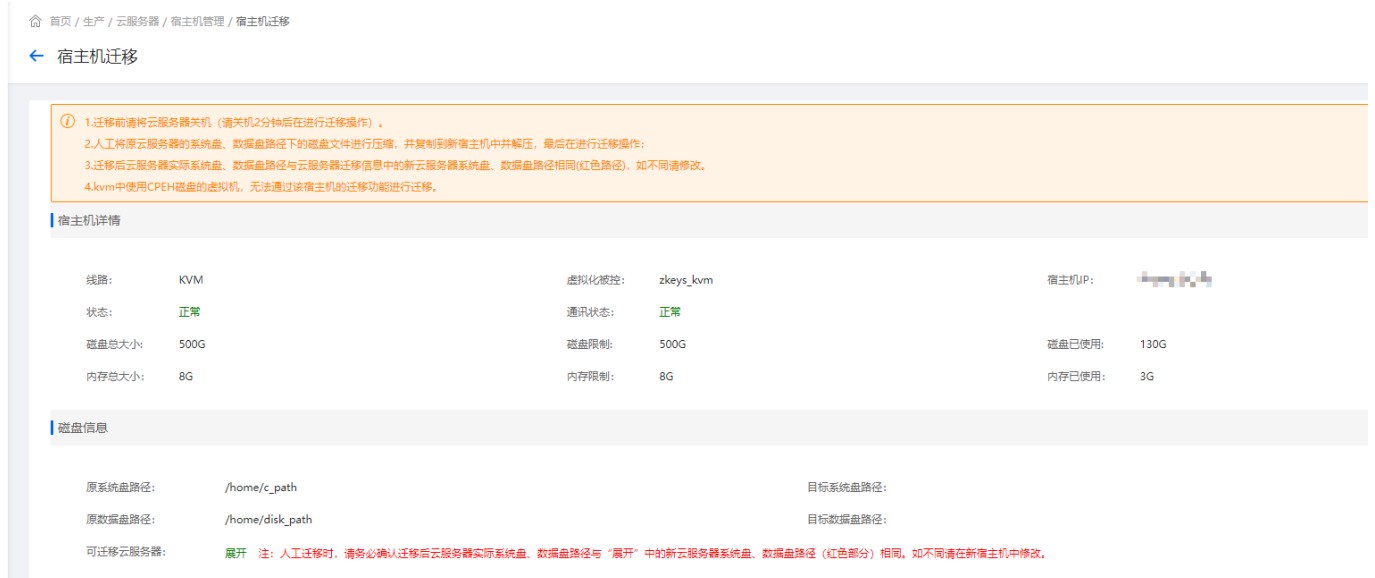 首页 / 生产 / 云服务器 / 宿主机管理 / 宿主机迁移
← 宿主机迁移
1.迁移前请将云服务器关机（请关机2分钟后在进行迁移操作）。
2.人工将原云服务器的系统盘、数据盘路径下的磁盘文件进行压缩，并复制到新宿主机中并解压，最后在进行迁移操作；
3.迁移后云服务器实际系统盘、数据盘路径与云服务器迁移信息中的新云服务器系统盘、数据盘路径相同(红色路径)，如不同请修改。
4.kvm中使用CPEH磁盘的虚拟机，无法通过该宿主机的迁移功能进行迁移。
宿主机详情
线路： KVM 虚拟化被控： zkeys_kvm 宿主机IP：
状态： 正常 通讯状态： 正常
磁盘总大小： 500G 磁盘限制： 500G 磁盘已使用： 130G
内存总大小： 8G 内存限制： 8G 内存已使用： 3G
磁盘信息
原系统盘路径： /home/c_path 目标系统盘路径：
原数据盘路径： /home/disk_path 目标数据盘路径：
可迁移云服务器： 展开 注：人工迁移时，请务必确认迁移后云服务器实际系统盘、数据盘路径与“展开”中的新云服务器系统盘、数据盘路径（红色部分）相同。如不同请在新宿主机中修改。